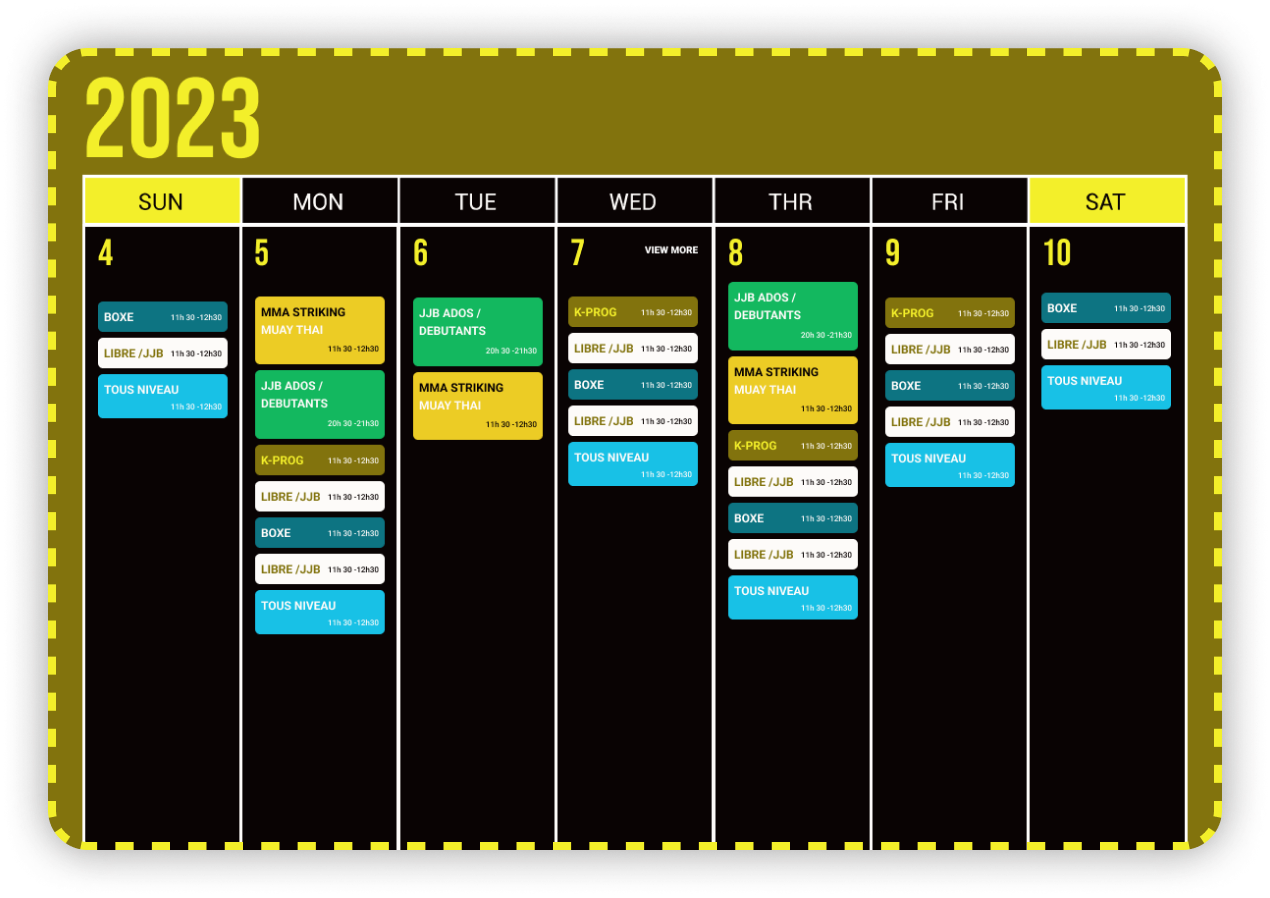 2023
SUN
MON
TUE
WED
THR
FRI
SAT
4
BOXE 11h 30 -12h30
LIBRE /JJB 11h 30 -12h30
TOUS NIVEAU
11h 30 -12h30
5
MMA STRIKING
MUAY THAI
11h 30 -12h30
JJB ADOS /
DEBUTANTS
20h 30 -21h30
K-PROG 11h 30 -12h30
LIBRE /JJB 11h 30 -12h30
BOXE 11h 30 -12h30
LIBRE /JJB 11h 30 -12h30
TOUS NIVEAU
11h 30 -12h30
6
JJB ADOS /
DEBUTANTS
20h 30 -21h30
MMA STRIKING
MUAY THAI
11h 30 -12h30
7 VIEW MORE
K-PROG 11h 30 -12h30
LIBRE /JJB 11h 30 -12h30
BOXE 11h 30 -12h30
LIBRE /JJB 11h 30 -12h30
TOUS NIVEAU
11h 30 -12h30
8
JJB ADOS /
DEBUTANTS
20h 30 -21h30
MMA STRIKING
MUAY THAI
11h 30 -12h30
K-PROG 11h 30 -12h30
LIBRE /JJB 11h 30 -12h30
BOXE 11h 30 -12h30
LIBRE /JJB 11h 30 -12h30
TOUS NIVEAU
11h 30 -12h30
9
K-PROG 11h 30 -12h30
LIBRE /JJB 11h 30 -12h30
BOXE 11h 30 -12h30
LIBRE /JJB 11h 30 -12h30
TOUS NIVEAU
11h 30 -12h30
10
BOXE 11h 30 -12h30
LIBRE /JJB 11h 30 -12h30
TOUS NIVEAU
11h 30 -12h30